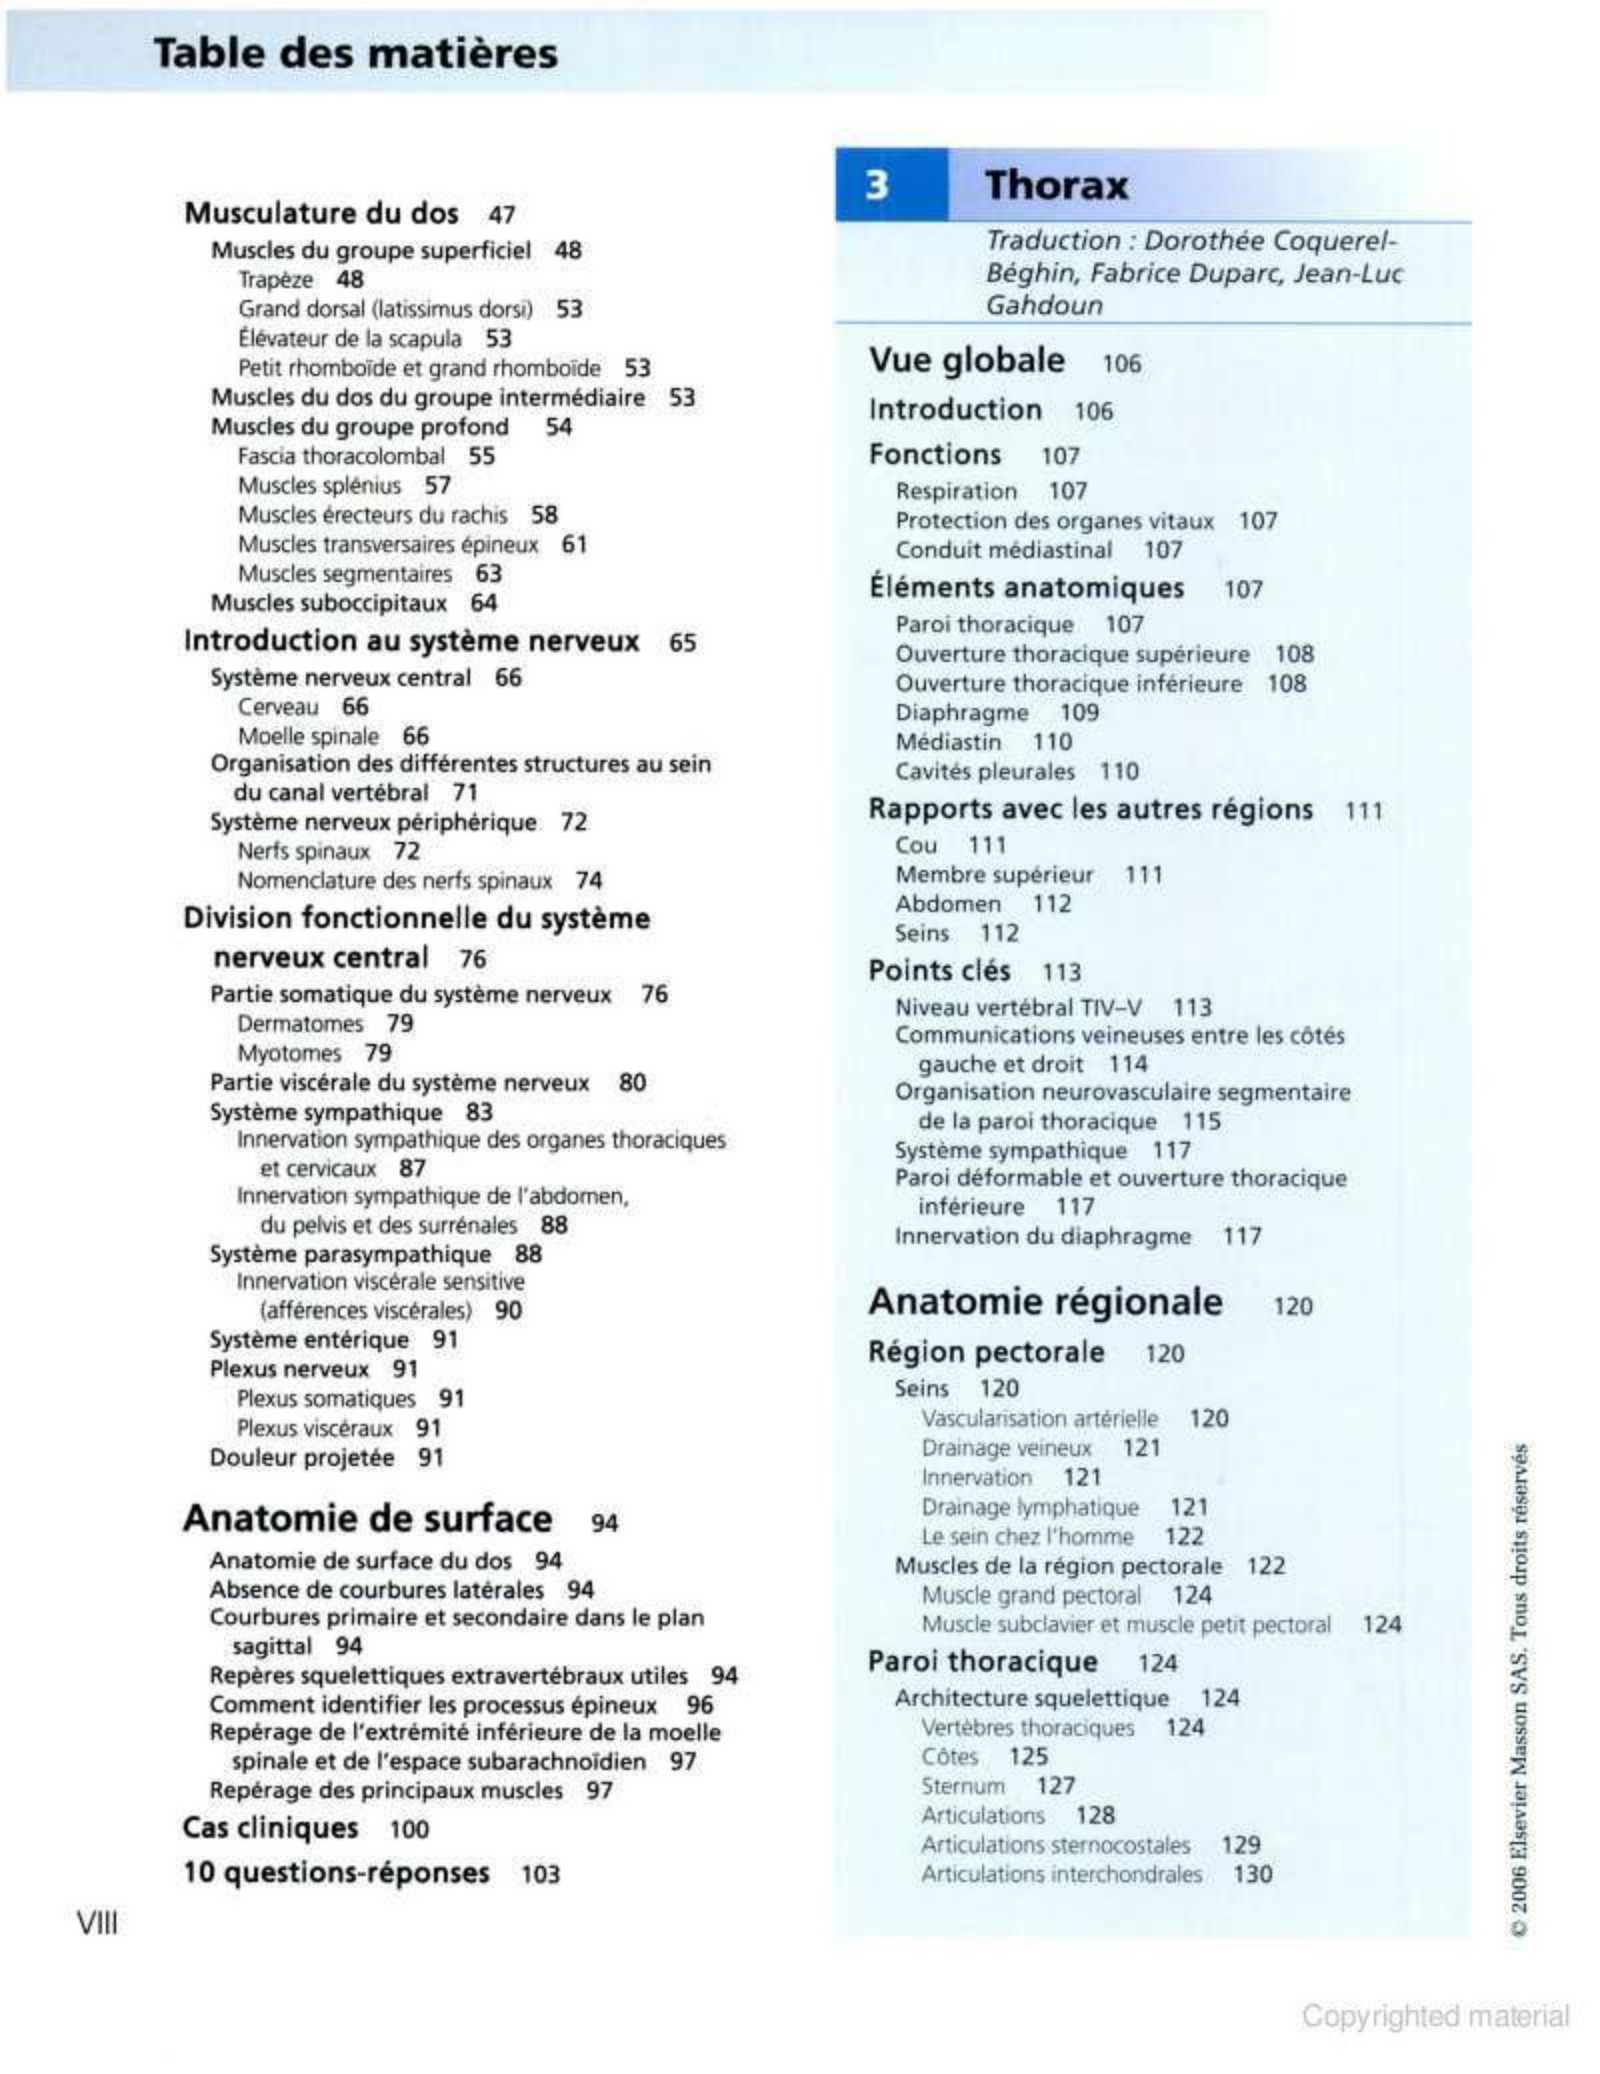 Table des matières
Musculature du dos 47
Muscles du groupe superficiel 48
Trapèze 48
Grand dorsal (latissimus dorsi) 53
Élévateur de la scapula 53
Petit rhomboïde et grand rhomboïde 53
Muscles du dos du groupe intermédiaire 53
Muscles du groupe profond 54
Fascia thoracolombal 55
Muscles splénius 57
Muscles érecteurs du rachis 58
Muscles transversaires épineux 61
Muscles segmentaires 63
Muscles suboccipitaux 64
Introduction au système nerveux 65
Système nerveux central 66
Cerveau 66
Moelle spinale 66
Organisation des différentes structures au sein
du canal vertébral 71
Système nerveux périphérique 72
Nerfs spinaux 72
Nomenclature des nerfs spinaux 74
Division fonctionnelle du système
nerveux central 76
Partie somatique du système nerveux 76
Dermatomes 79
Myotomes 79
Partie viscérale du système nerveux 80
Système sympathique 83
Innervation sympathique des organes thoraciques
et cervicaux 87
Innervation sympathique de l'abdomen,
du pelvis et des surrénales 88
Système parasympathique 88
Innervation viscérale sensitive
(afférences viscérales) 90
Système entérique 91
Plexus nerveux 91
Plexus somatiques 91
Plexus viscéraux 91
Douleur projetée 91
Anatomie de surface 94
Anatomie de surface du dos 94
Absence de courbures latérales 94
Courbures primaire et secondaire dans le plan
sagittal 94
Repères squelettiques extravertébraux utiles 94
Comment identifier les processus épineux 96
Repérage de l'extrémité inférieure de la moelle
spinale et de l'espace subarachnoïdien 97
Repérage des principaux muscles 97
Cas cliniques 100
10 questions-réponses 103
VIII
3 Thorax
Traduction : Dorothée Coquerel-
Béghin, Fabrice Duparc, Jean-Luc
Gahdoun
Vue globale 106
Introduction 106
Fonctions 107
Respiration 107
Protection des organes vitaux 107
Conduit médiastinal 107
Éléments anatomiques 107
Paroi thoracique 107
Ouverture thoracique supérieure 108
Ouverture thoracique inférieure 108
Diaphragme 109
Médiastin 110
Cavités pleurales 110
Rapports avec les autres régions 111
Cou 111
Membre supérieur 111
Abdomen 112
Seins 112
Points clés 113
Niveau vertébral TIV–V 113
Communications veineuses entre les côtés
gauche et droit 114
Organisation neurovasculaire segmentaire
de la paroi thoracique 115
Système sympathique 117
Paroi déformable et ouverture thoracique
inférieure 117
Innervation du diaphragme 117
Anatomie régionale 120
Région pectorale 120
Seins 120
Vascularisation artérielle 120
Drainage veineux 121
Innervation 121
Drainage lymphatique 121
Le sein chez l'homme 122
Muscles de la région pectorale 122
Muscle grand pectoral 124
Muscle subclavier et muscle petit pectoral 124
Paroi thoracique 124
Architecture squelettique 124
Vertèbres thoraciques 124
Côtes 125
Sternum 127
Articulations 128
Articulations sternocostales 129
Articulations interchondrales 130
© 2006 Elsevier Masson SAS. Tous droits réservés
Copyrighted material